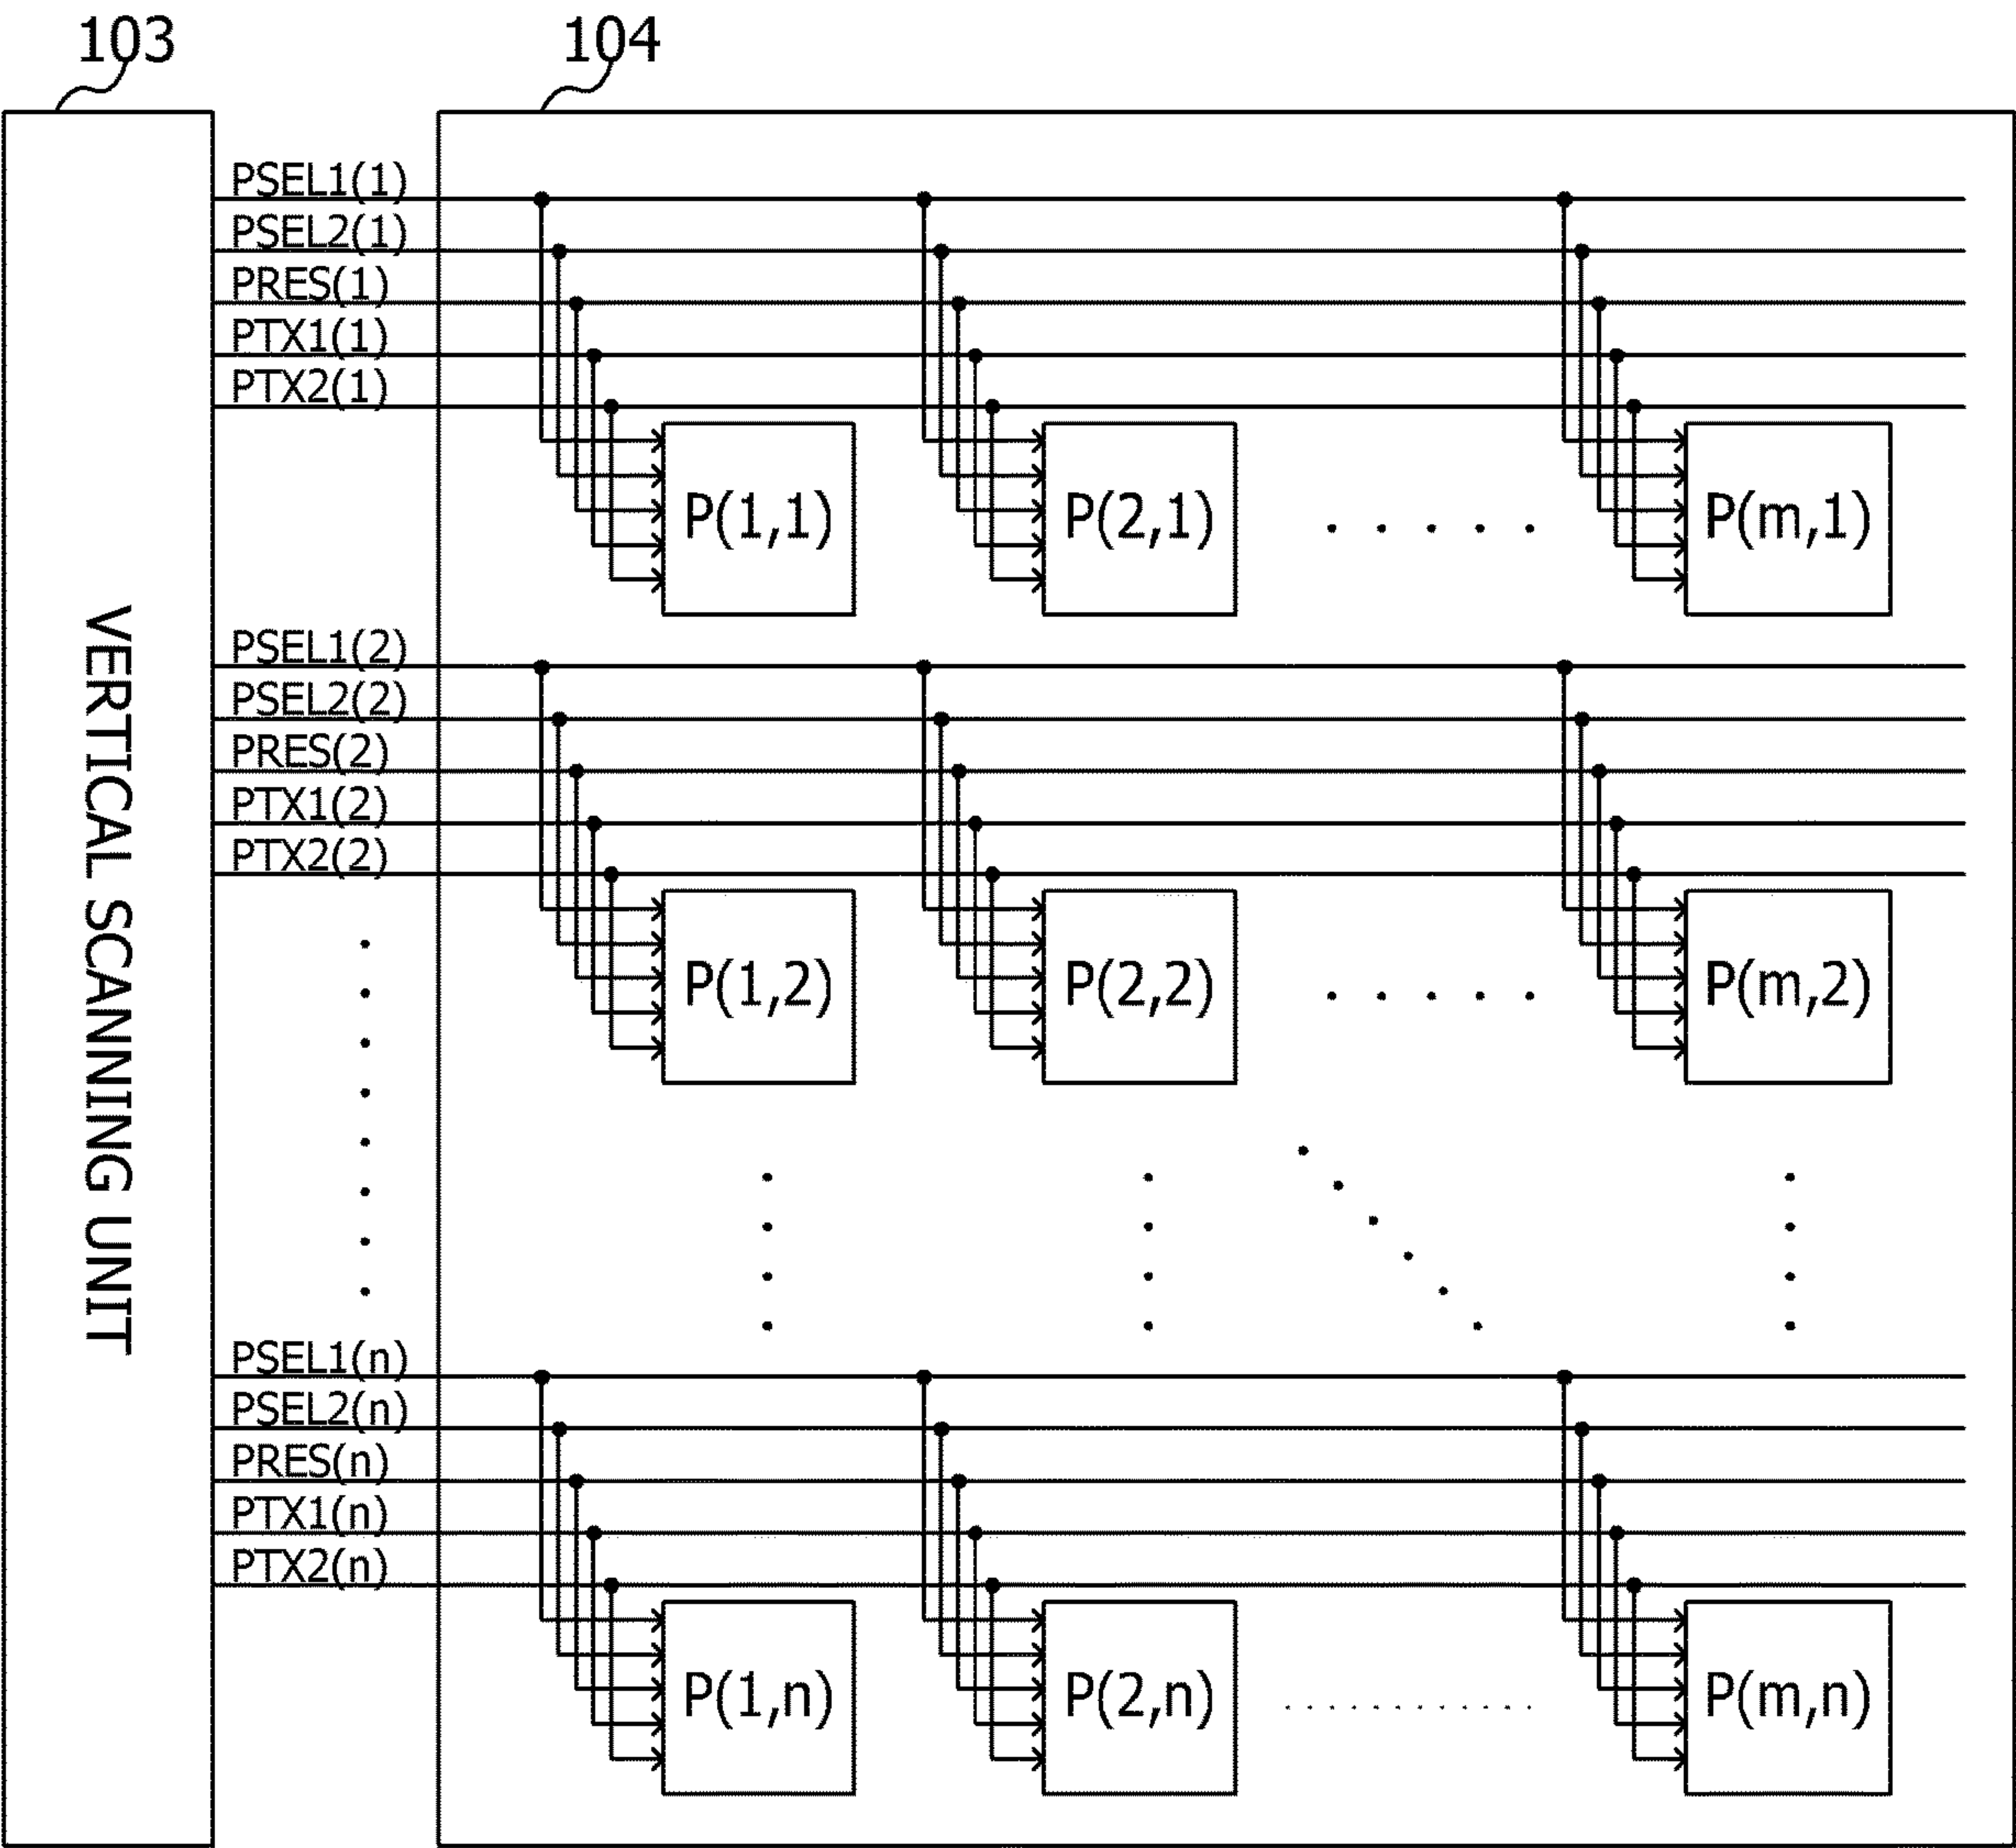 103
104
PSEL1(1)
PSEL2(1)
PRES(1)
PTX1(1)
PTX2(1)
P(1,1)
P(2,1)
P(m,1)
VERTICAL SCANNING UNIT
PSEL1(2)
PSEL2(2)
PRES(2)
PTX1(2)
PTX2(2)
P(1,2)
P(2,2)
P(m,2)
PSEL1(n)
PSEL2(n)
PRES(n)
PTX1(n)
PTX2(n)
P(1,n)
P(2,n)
P(m,n)